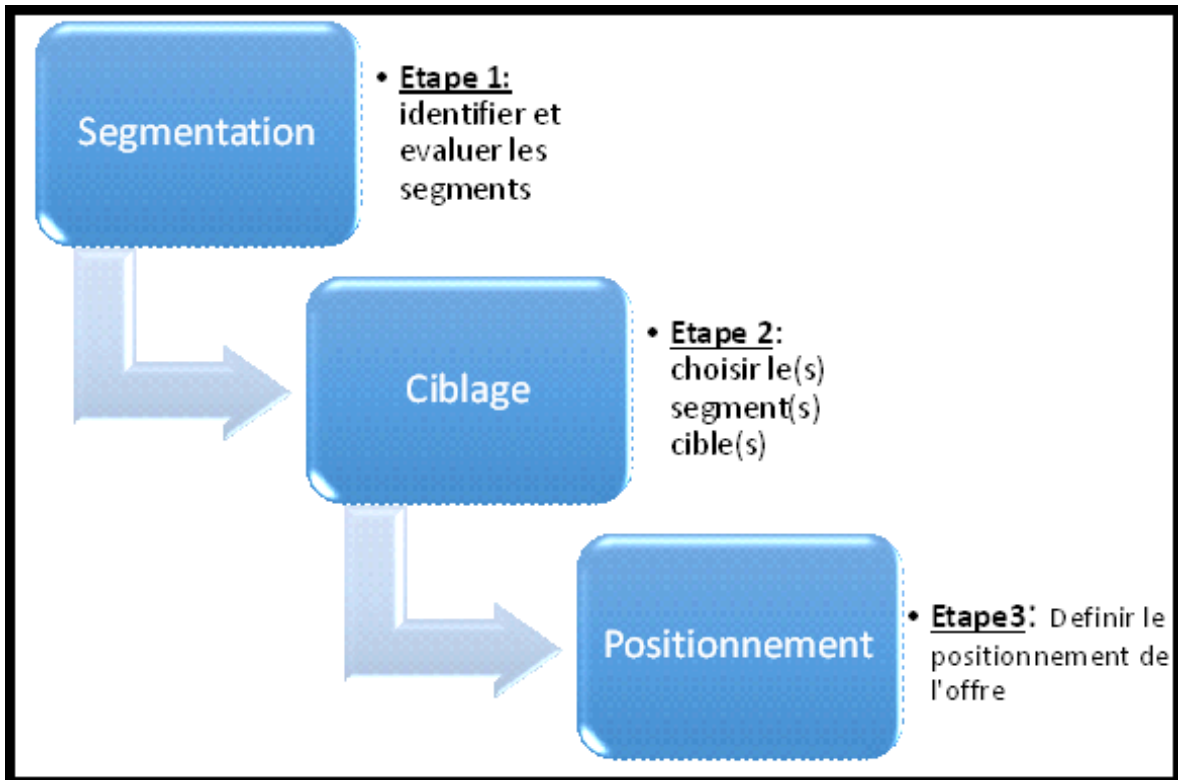 Segmentation
• Etape 1:
identifier et
evaluer les
segments
Ciblage
• Etape 2:
choisir le(s)
segment(s)
cible(s)
Positionnement
• Etape3: Definir le
positionnement de
l'offre